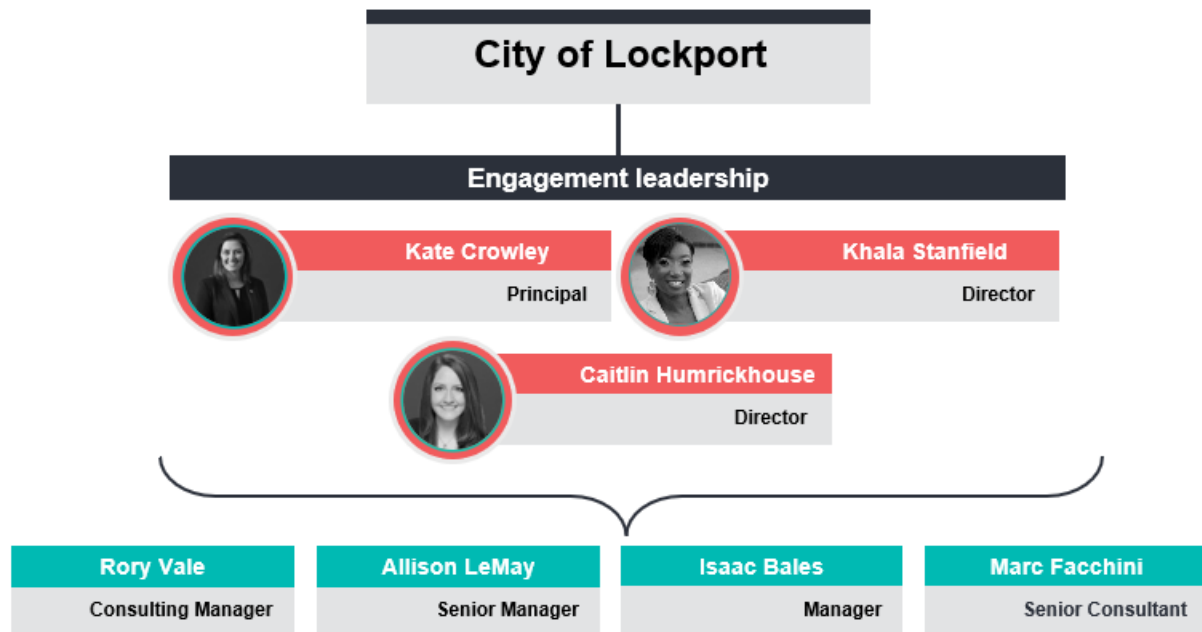 City of Lockport
Engagement leadership
Kate Crowley
Principal
Khala Stanfield
Director
Caitlin Humrickhouse
Director
Rory Vale
Consulting Manager
Allison LeMay
Senior Manager
Isaac Bales
Manager
Marc Facchini
Senior Consultant